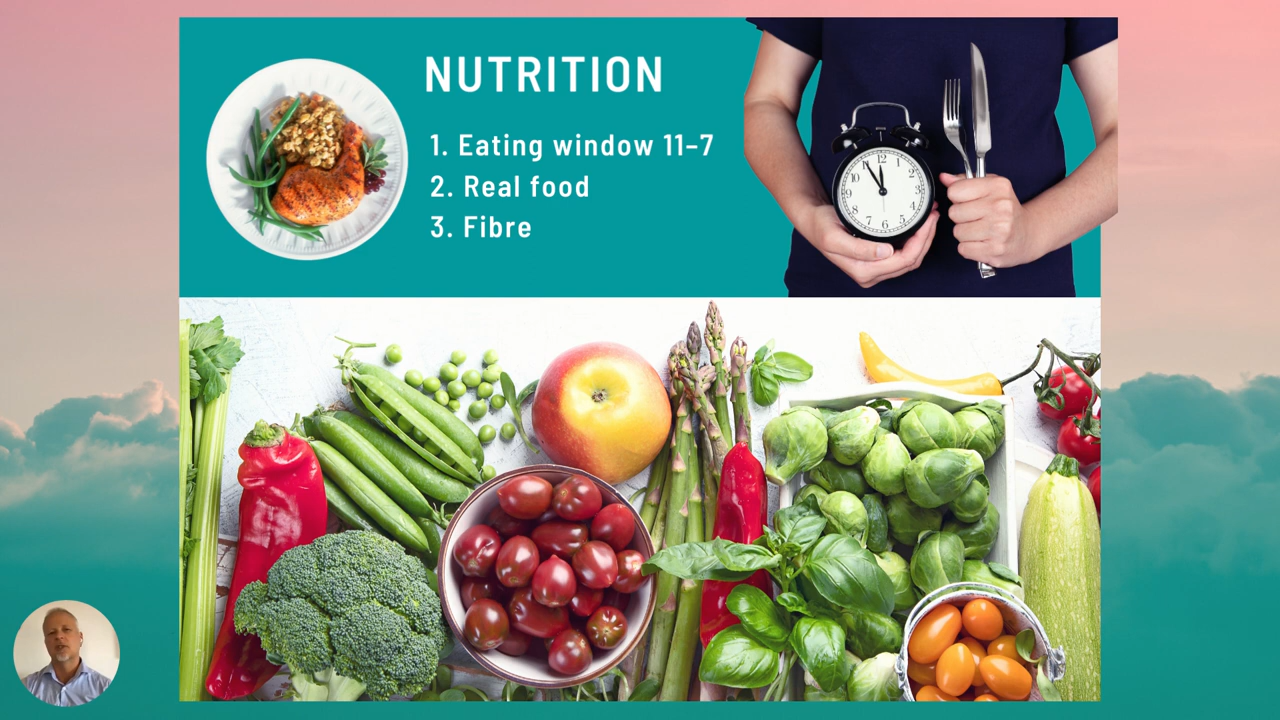 NUTRITION
1. Eating window 11–7
2. Real food
3. Fibre